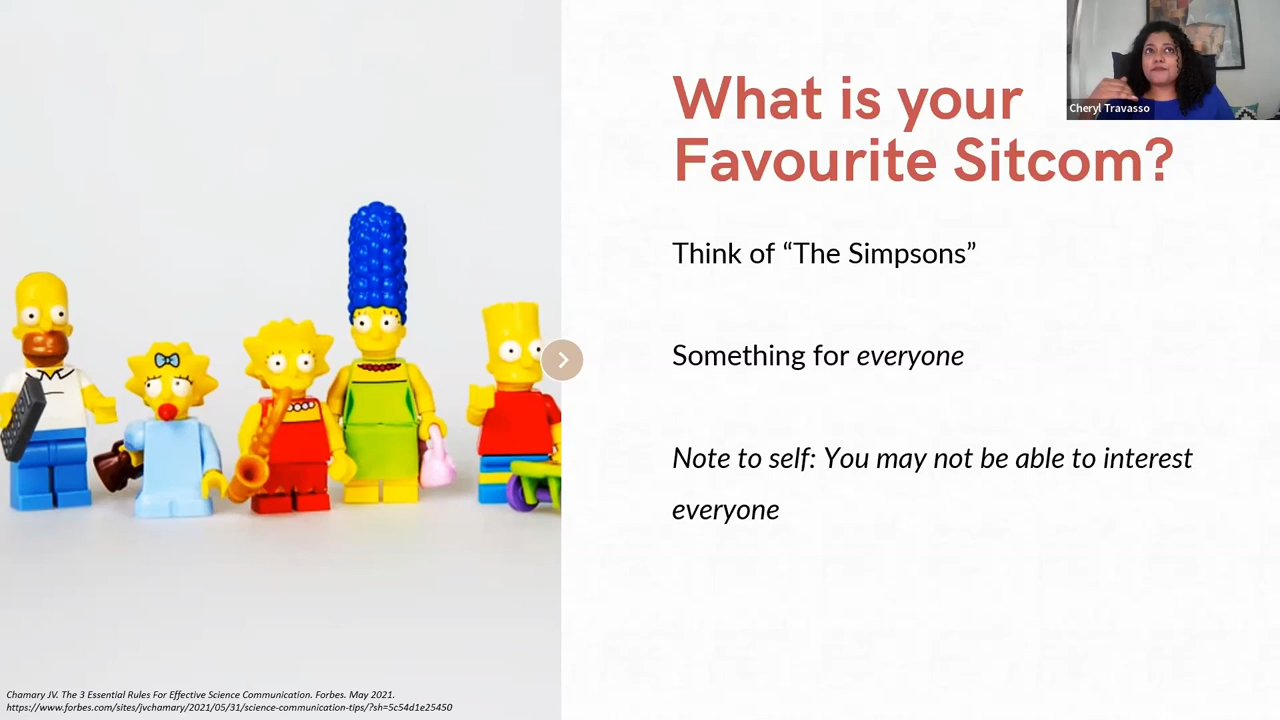 What is your
Favourite Sitcom?
Cheryl Travasso
Think of “The Simpsons”
Something for everyone
Note to self: You may not be able to interest
everyone
Chamary JV. The 3 Essential Rules For Effective Science Communication. Forbes. May 2021.
https://www.forbes.com/sites/jvchamary/2021/05/31/science-communication-tips/?sh=5c54d1e25450